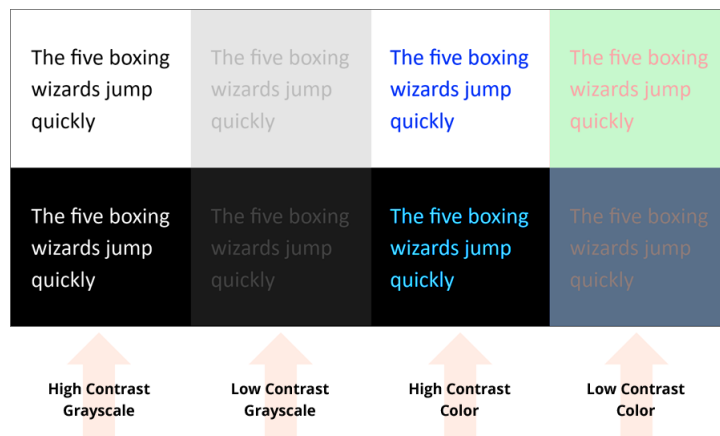 The five boxing
wizards jump
quickly
The five boxing
wizards jump
quickly
The five boxing
wizards jump
quickly
The five boxing
wizards jump
quickly
The five boxing
wizards jump
quickly
The five boxing
wizards jump
quickly
The five boxing
wizards jump
quickly
The five boxing
wizards jump
quickly
High Contrast
Grayscale
Low Contrast
Grayscale
High Contrast
Color
Low Contrast
Color